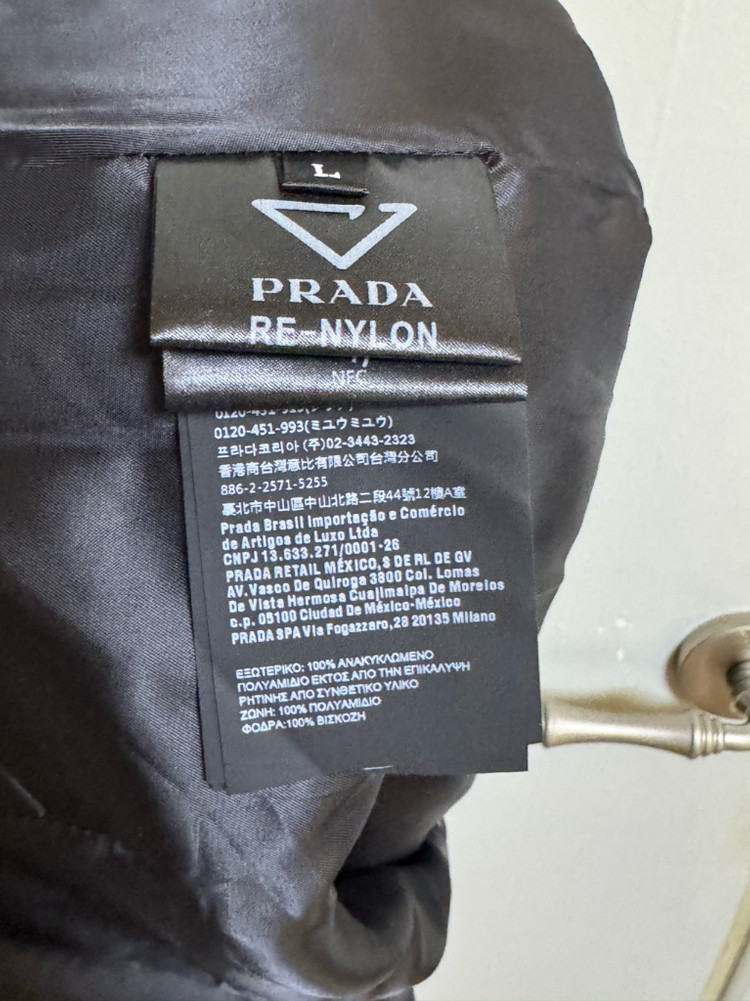 L
PRADA
RE-NYLON
NFC
0120-451-993(ミユウミユウ)
프라다코리아 (주)02-3443-2323
香港商台灣意比有限公司台灣分公司
886-2-2571-5255
臺北市中山區中山北路二段44號12樓A室
Prada Brasil Importação e Comércio
de Artigos de Luxo Ltda
CNPJ 13.633.271/0001-26
PRADA RETAIL MÉXICO,S DE RL DE GV
AV.Vasco De Quiroga 3800 Col. Lomas
De Vista Hermosa Cuajimalpa De Morelos
c.p. 05100 Ciudad De México-México
PRADA SPA Via Fogazzaro,28 20135 Milano
ΕΞΩΤΕΡΙΚΟ: 100% ΑΝΑΚΥΚΛΩΜΕΝΟ
ΠΟΛΥΑΜΙΔΙΟ ΕΚΤΟΣ ΑΠΟ ΤΗΝ ΕΠΙΚΑΛΥΨΗ
ΡΗΤΙΝΗΣ ΑΠΟ ΣΥΝΘΕΤΙΚΟ ΥΛΙΚΟ
ΖΩΝΗ: 100% ΠΟΛΥΑΜΙΔΙΟ
ΦΟΔΡΑ:100% ΒΙΣΚΟΖΗ